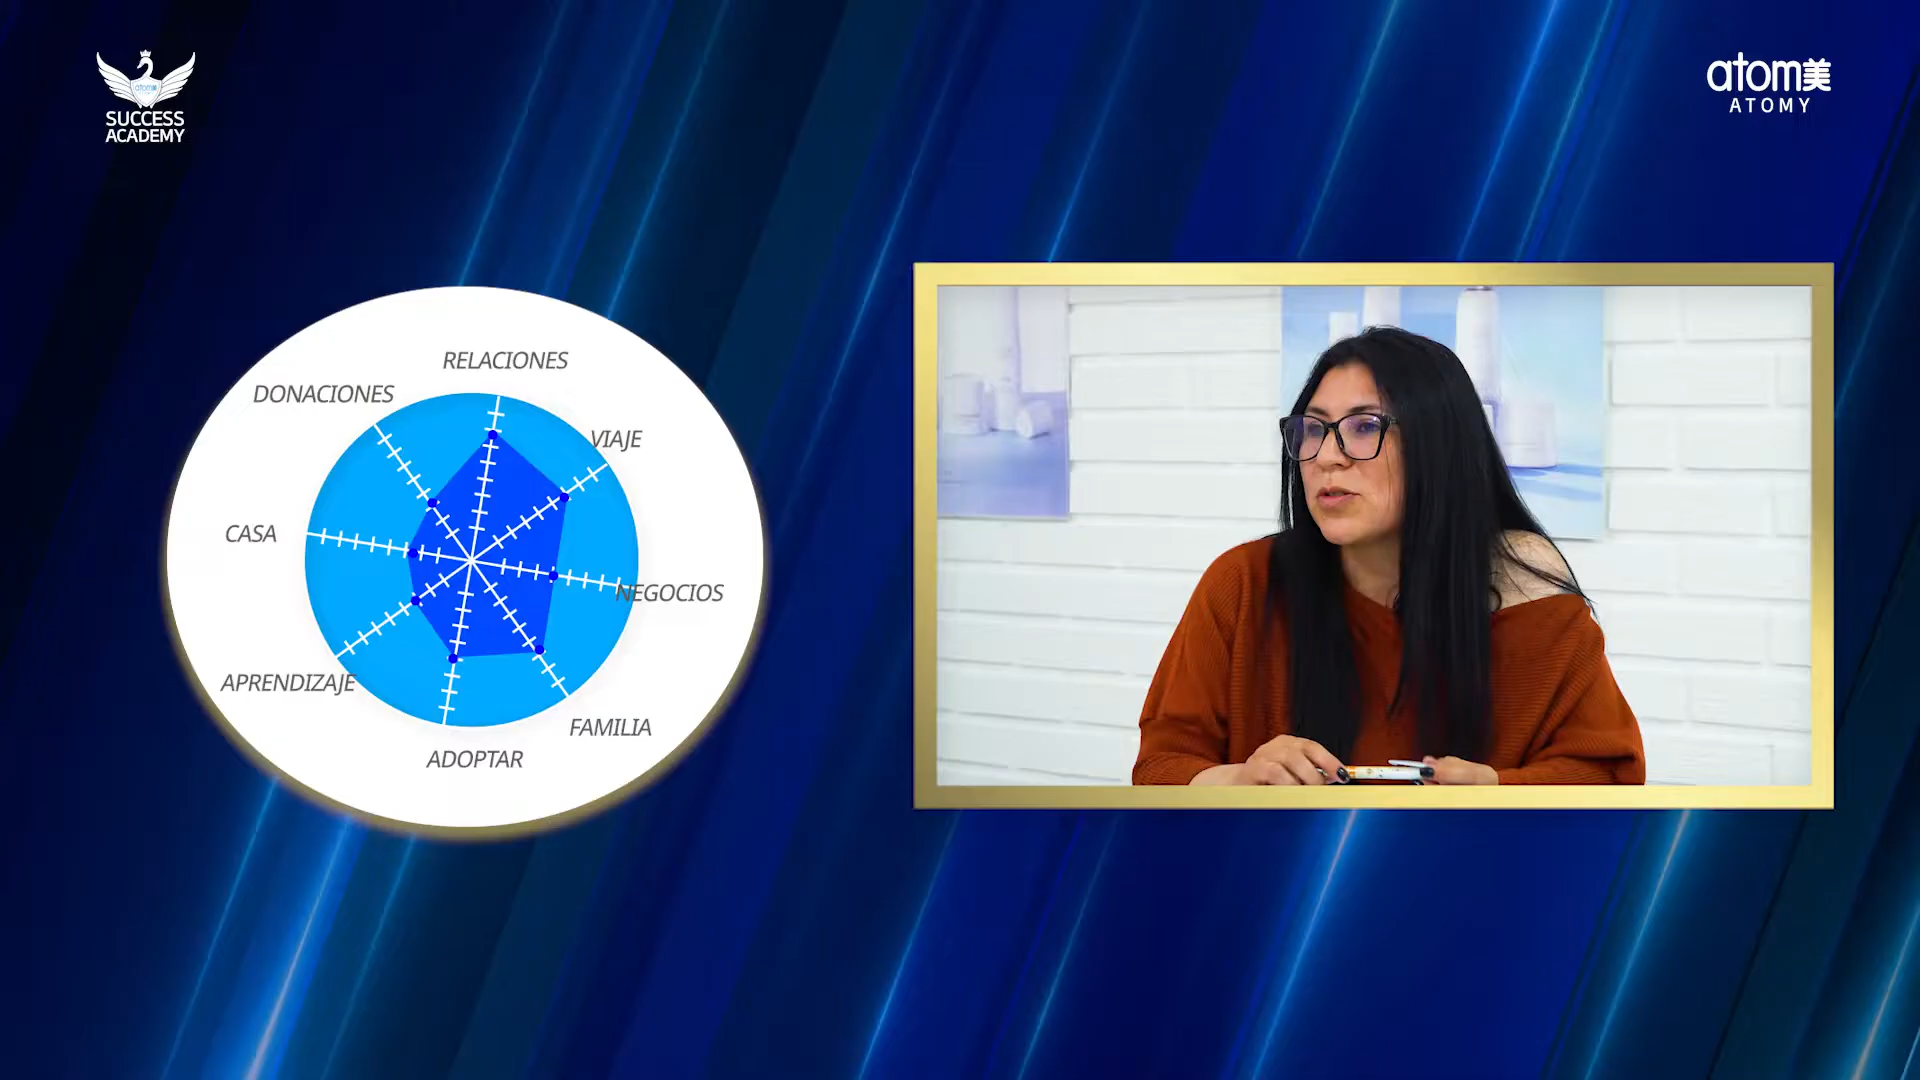 SUCCESS
ACADEMY
atom美
ATOMY
RELACIONES
DONACIONES
VIAJE
CASA
NEGOCIOS
APRENDIZAJE
FAMILIA
ADOPTAR